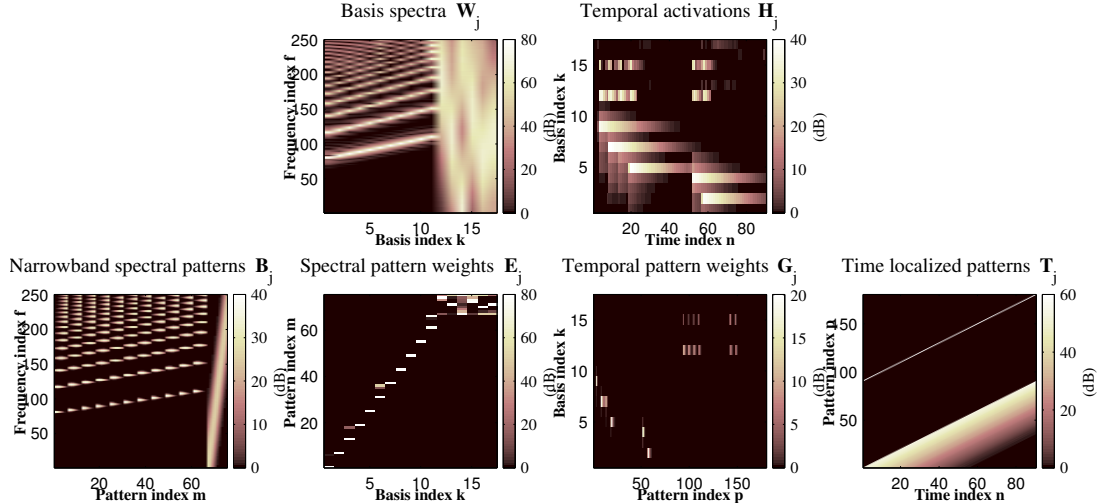 Basis spectra W_j
Temporal activations H_j
Frequency index f
250
200
150
100
50
5 10 15
Basis index k
80
60
40
20
0
(dB)
Basis index k
15
10
5
20 40 60 80
Time index n
40
30
20
10
0
(dB)
Narrowband spectral patterns B_j
Spectral pattern weights E_j
Temporal pattern weights G_j
Time localized patterns T_j
Frequency index f
250
200
150
100
50
20 40 60
Pattern index m
40
30
20
10
0
(dB)
Pattern index m
60
40
20
5 10 15
Basis index k
80
60
40
20
0
(dB)
Basis index k
15
10
5
50 100 150
Pattern index p
20
15
10
5
0
(dB)
Pattern index p
150
100
50
20 40 60 80
Time index n
60
40
20
0
(dB)